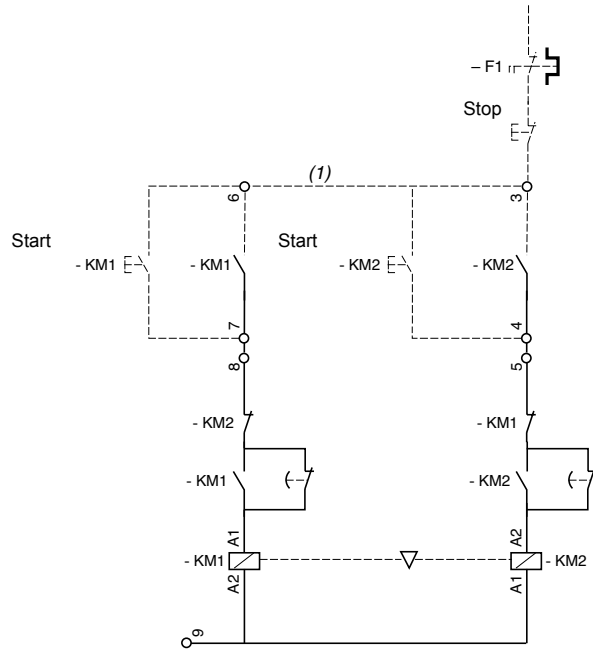 – F1
Stop
(1)
6
3
Start
Start
- KM1
- KM1
- KM2
- KM2
7
4
8
5
- KM2
- KM1
- KM1
- KM2
A1
A2
- KM1
- KM2
A2
A1
9